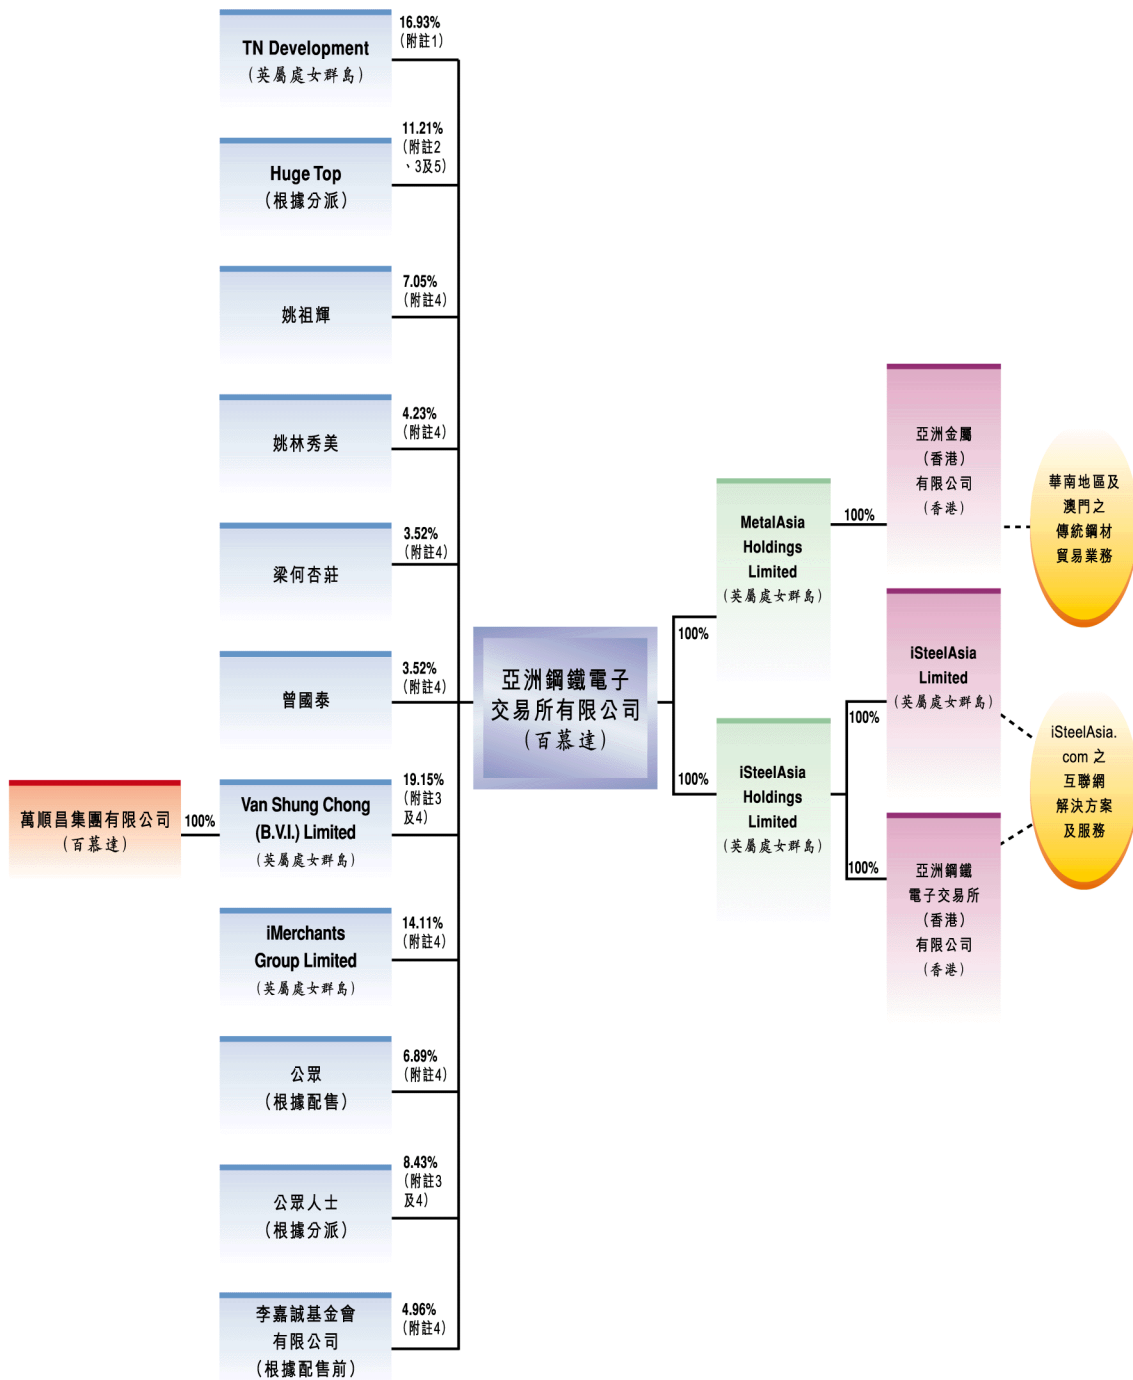 TN Development
(英屬處女群島)
16.93%
(附註1)
Huge Top
(根據分派)
11.21%
(附註2
、3及5)
姚祖輝
7.05%
(附註4)
姚林秀美
4.23%
(附註4)
梁何杏莊
3.52%
(附註4)
曾國泰
3.52%
(附註4)
萬順昌集團有限公司
(百慕達)
100%
Van Shung Chong
(B.V.I.) Limited
(英屬處女群島)
19.15%
(附註3
及4)
iMerchants
Group Limited
(英屬處女群島)
14.11%
(附註4)
公眾
(根據配售)
6.89%
(附註4)
公眾人士
(根據分派)
8.43%
(附註3
及4)
李嘉誠基金會
有限公司
(根據配售前)
4.96%
(附註4)
亞洲鋼鐵電子
交易所有限公司
(百慕達)
100%
MetalAsia
Holdings
Limited
(英屬處女群島)
100%
亞洲金屬
(香港)
有限公司
(香港)
華南地區及
澳門之
傳統鋼材
貿易業務
100%
iSteelAsia
Holdings
Limited
(英屬處女群島)
100%
iSteelAsia
Limited
(英屬處女群島)
100%
亞洲鋼鐵
電子交易所
(香港)
有限公司
(香港)
iSteelAsia.
com 之
互聯網
解決方案
及服務